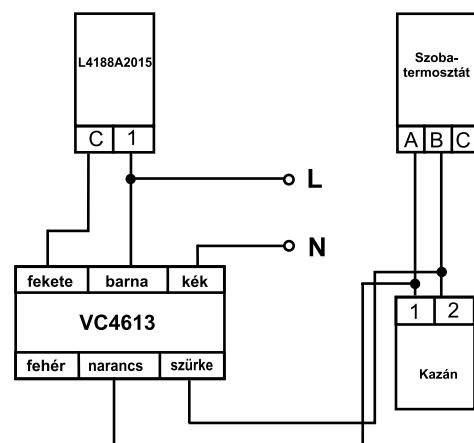 L4188A2015
C 1
Szoba-
termosztát
A B C
L
N
fekete barna kék
VC4613
fehér narancs szürke
1 2
Kazán